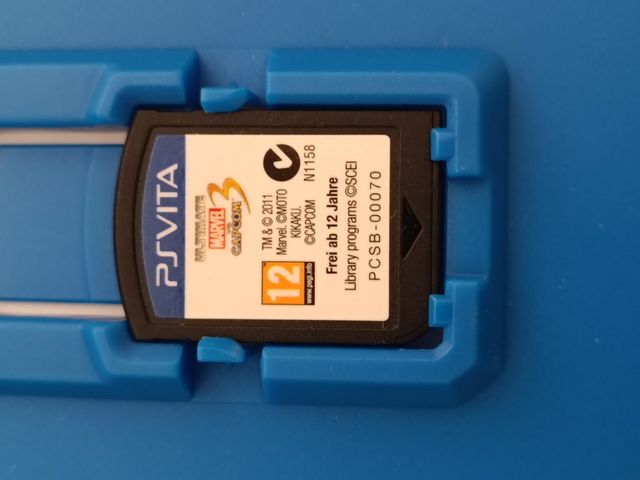 PSVITA
ULTIMATE
MARVEL
VS.
CAPCOM 3
TM & © 2011
Marvel. ©MOTO
KIKAKU.
©CAPCOM N1158
12
www.pegi.info
Frei ab 12 Jahre
Library programs ©SCEI
PCSB-00070